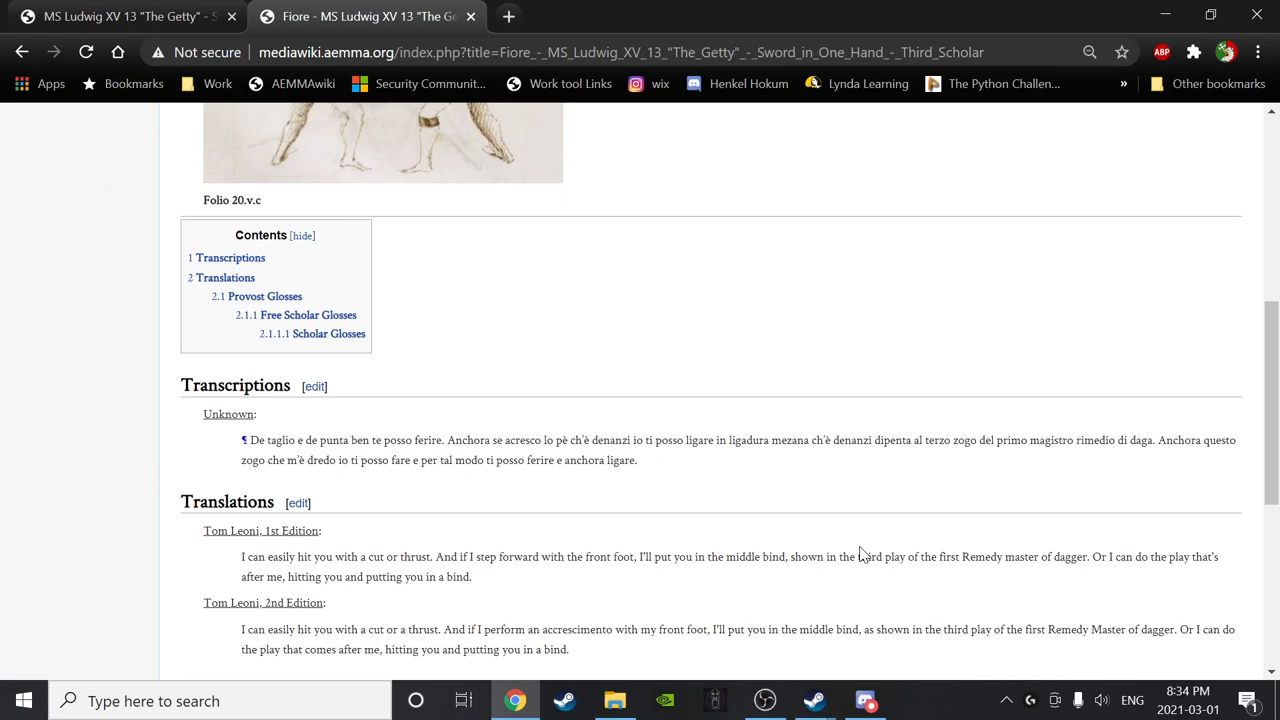 MS Ludwig XV 13 "The Getty" - S
Fiore - MS Ludwig XV 13 "The Ge
Not secure mediawiki.aemma.org/index.php?title=Fiore_-_MS_Ludwig_XV_13_"The_Getty"_-_Sword_in_One_Hand_-_Third_Scholar
ABP
Apps Bookmarks Work AEMMAwiki Security Communit... Work tool Links wix Henkel Hokum Lynda Learning The Python Challen... » Other bookmarks
Folio 20.v.c
Contents [hide]
1 Transcriptions
2 Translations
2.1 Provost Glosses
2.1.1 Free Scholar Glosses
2.1.1.1 Scholar Glosses
Transcriptions [edit]
Unknown:
¶ De taglio e de punta ben te posso ferire. Anchora se acresco lo pè ch'è denanzi io ti posso ligare in ligadura mezana ch'è denanzi dipenta al terzo zogo del primo magistro rimedio di daga. Anchora questo
zogo che m'è dredo io ti posso fare e per tal modo ti posso ferire e anchora ligare.
Translations [edit]
Tom Leoni, 1st Edition:
I can easily hit you with a cut or thrust. And if I step forward with the front foot, I'll put you in the middle bind, shown in the third play of the first Remedy master of dagger. Or I can do the play that's
after me, hitting you and putting you in a bind.
Tom Leoni, 2nd Edition:
I can easily hit you with a cut or a thrust. And if I perform an accrescimento with my front foot, I'll put you in the middle bind, as shown in the third play of the first Remedy Master of dagger. Or I can do
the play that comes after me, hitting you and putting you in a bind.
Type here to search
ENG
8:34 PM
2021-03-01
1